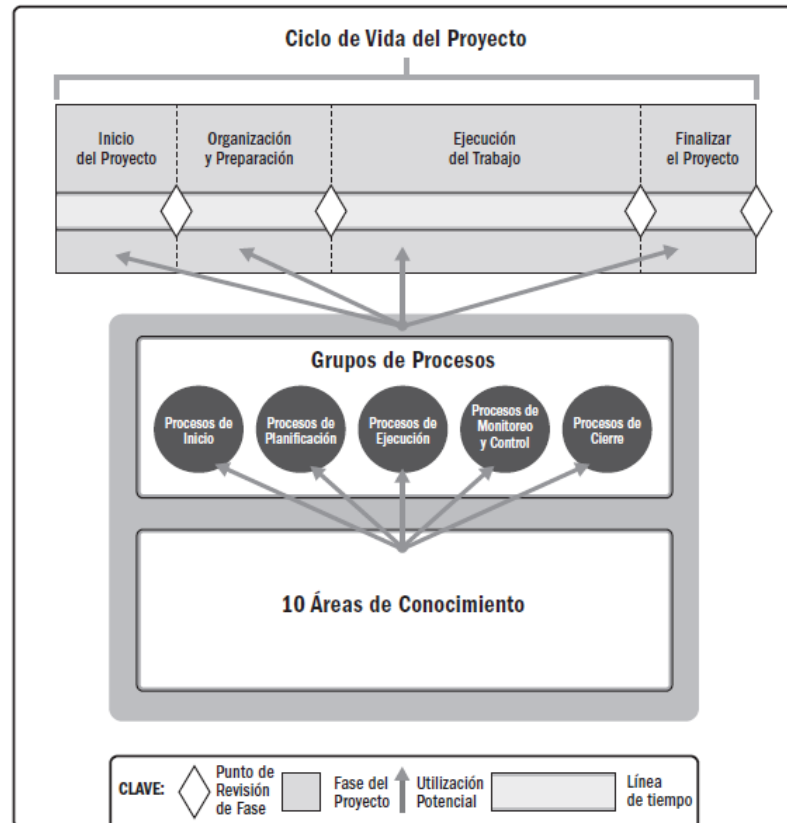 Ciclo de Vida del Proyecto
Inicio
del Proyecto
Organización
y Preparación
Ejecución
del Trabajo
Finalizar
el Proyecto
Grupos de Procesos
Procesos de
Inicio
Procesos de
Planificación
Procesos de
Ejecución
Procesos de
Monitoreo
y Control
Procesos de
Cierre
10 Áreas de Conocimiento
CLAVE:
Punto de
Revisión
de Fase
Fase del
Proyecto
Utilización
Potencial
Línea
de tiempo